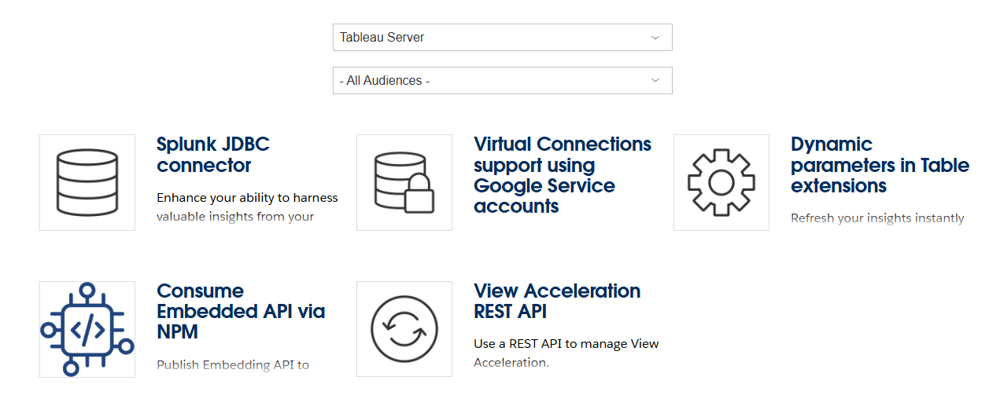 Tableau Server
- All Audiences -
Splunk JDBC
connector
Enhance your ability to harness
valuable insights from your
Virtual Connections
support using
Google Service
accounts
Dynamic
parameters in Table
extensions
Refresh your insights instantly
Consume
Embedded API via
NPM
Publish Embedding API to
View Acceleration
REST API
Use a REST API to manage View
Acceleration.